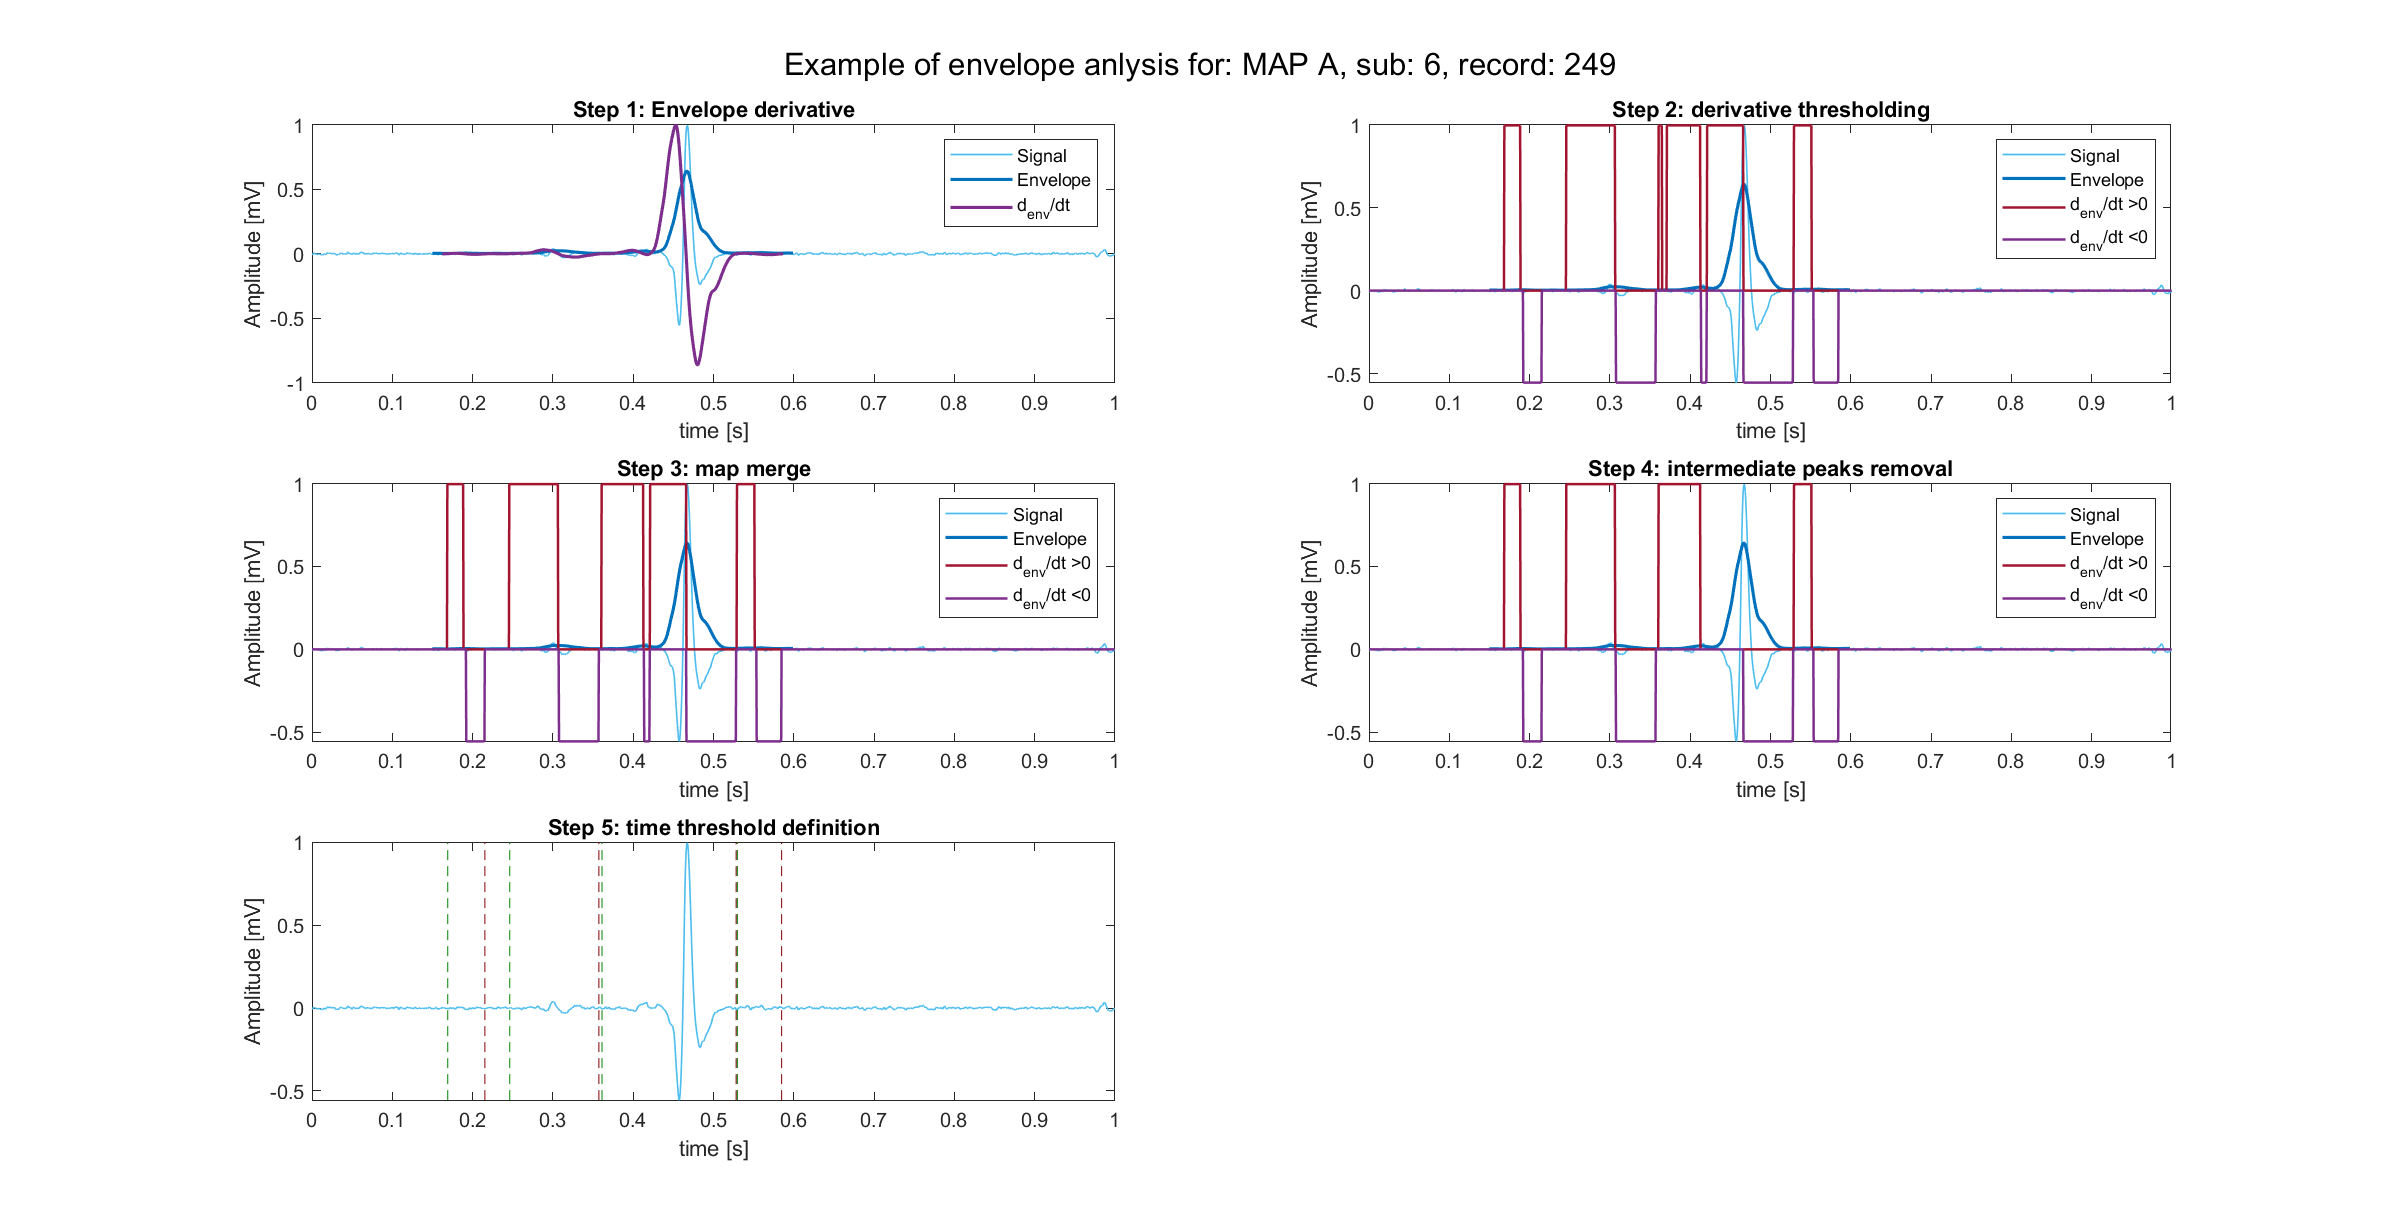 Example of envelope anlysis for: MAP A, sub: 6, record: 249
Step 1: Envelope derivative
Amplitude [mV]
1
0.5
0
-0.5
-1
Signal
Envelope
d_env/dt
0 0.1 0.2 0.3 0.4 0.5 0.6 0.7 0.8 0.9 1
time [s]
Step 2: derivative thresholding
Amplitude [mV]
1
0.5
0
-0.5
Signal
Envelope
d_env/dt >0
d_env/dt <0
0 0.1 0.2 0.3 0.4 0.5 0.6 0.7 0.8 0.9 1
time [s]
Step 3: map merge
Amplitude [mV]
1
0.5
0
-0.5
Signal
Envelope
d_env/dt >0
d_env/dt <0
0 0.1 0.2 0.3 0.4 0.5 0.6 0.7 0.8 0.9 1
time [s]
Step 4: intermediate peaks removal
Amplitude [mV]
1
0.5
0
-0.5
Signal
Envelope
d_env/dt >0
d_env/dt <0
0 0.1 0.2 0.3 0.4 0.5 0.6 0.7 0.8 0.9 1
time [s]
Step 5: time threshold definition
Amplitude [mV]
1
0.5
0
-0.5
0 0.1 0.2 0.3 0.4 0.5 0.6 0.7 0.8 0.9 1
time [s]